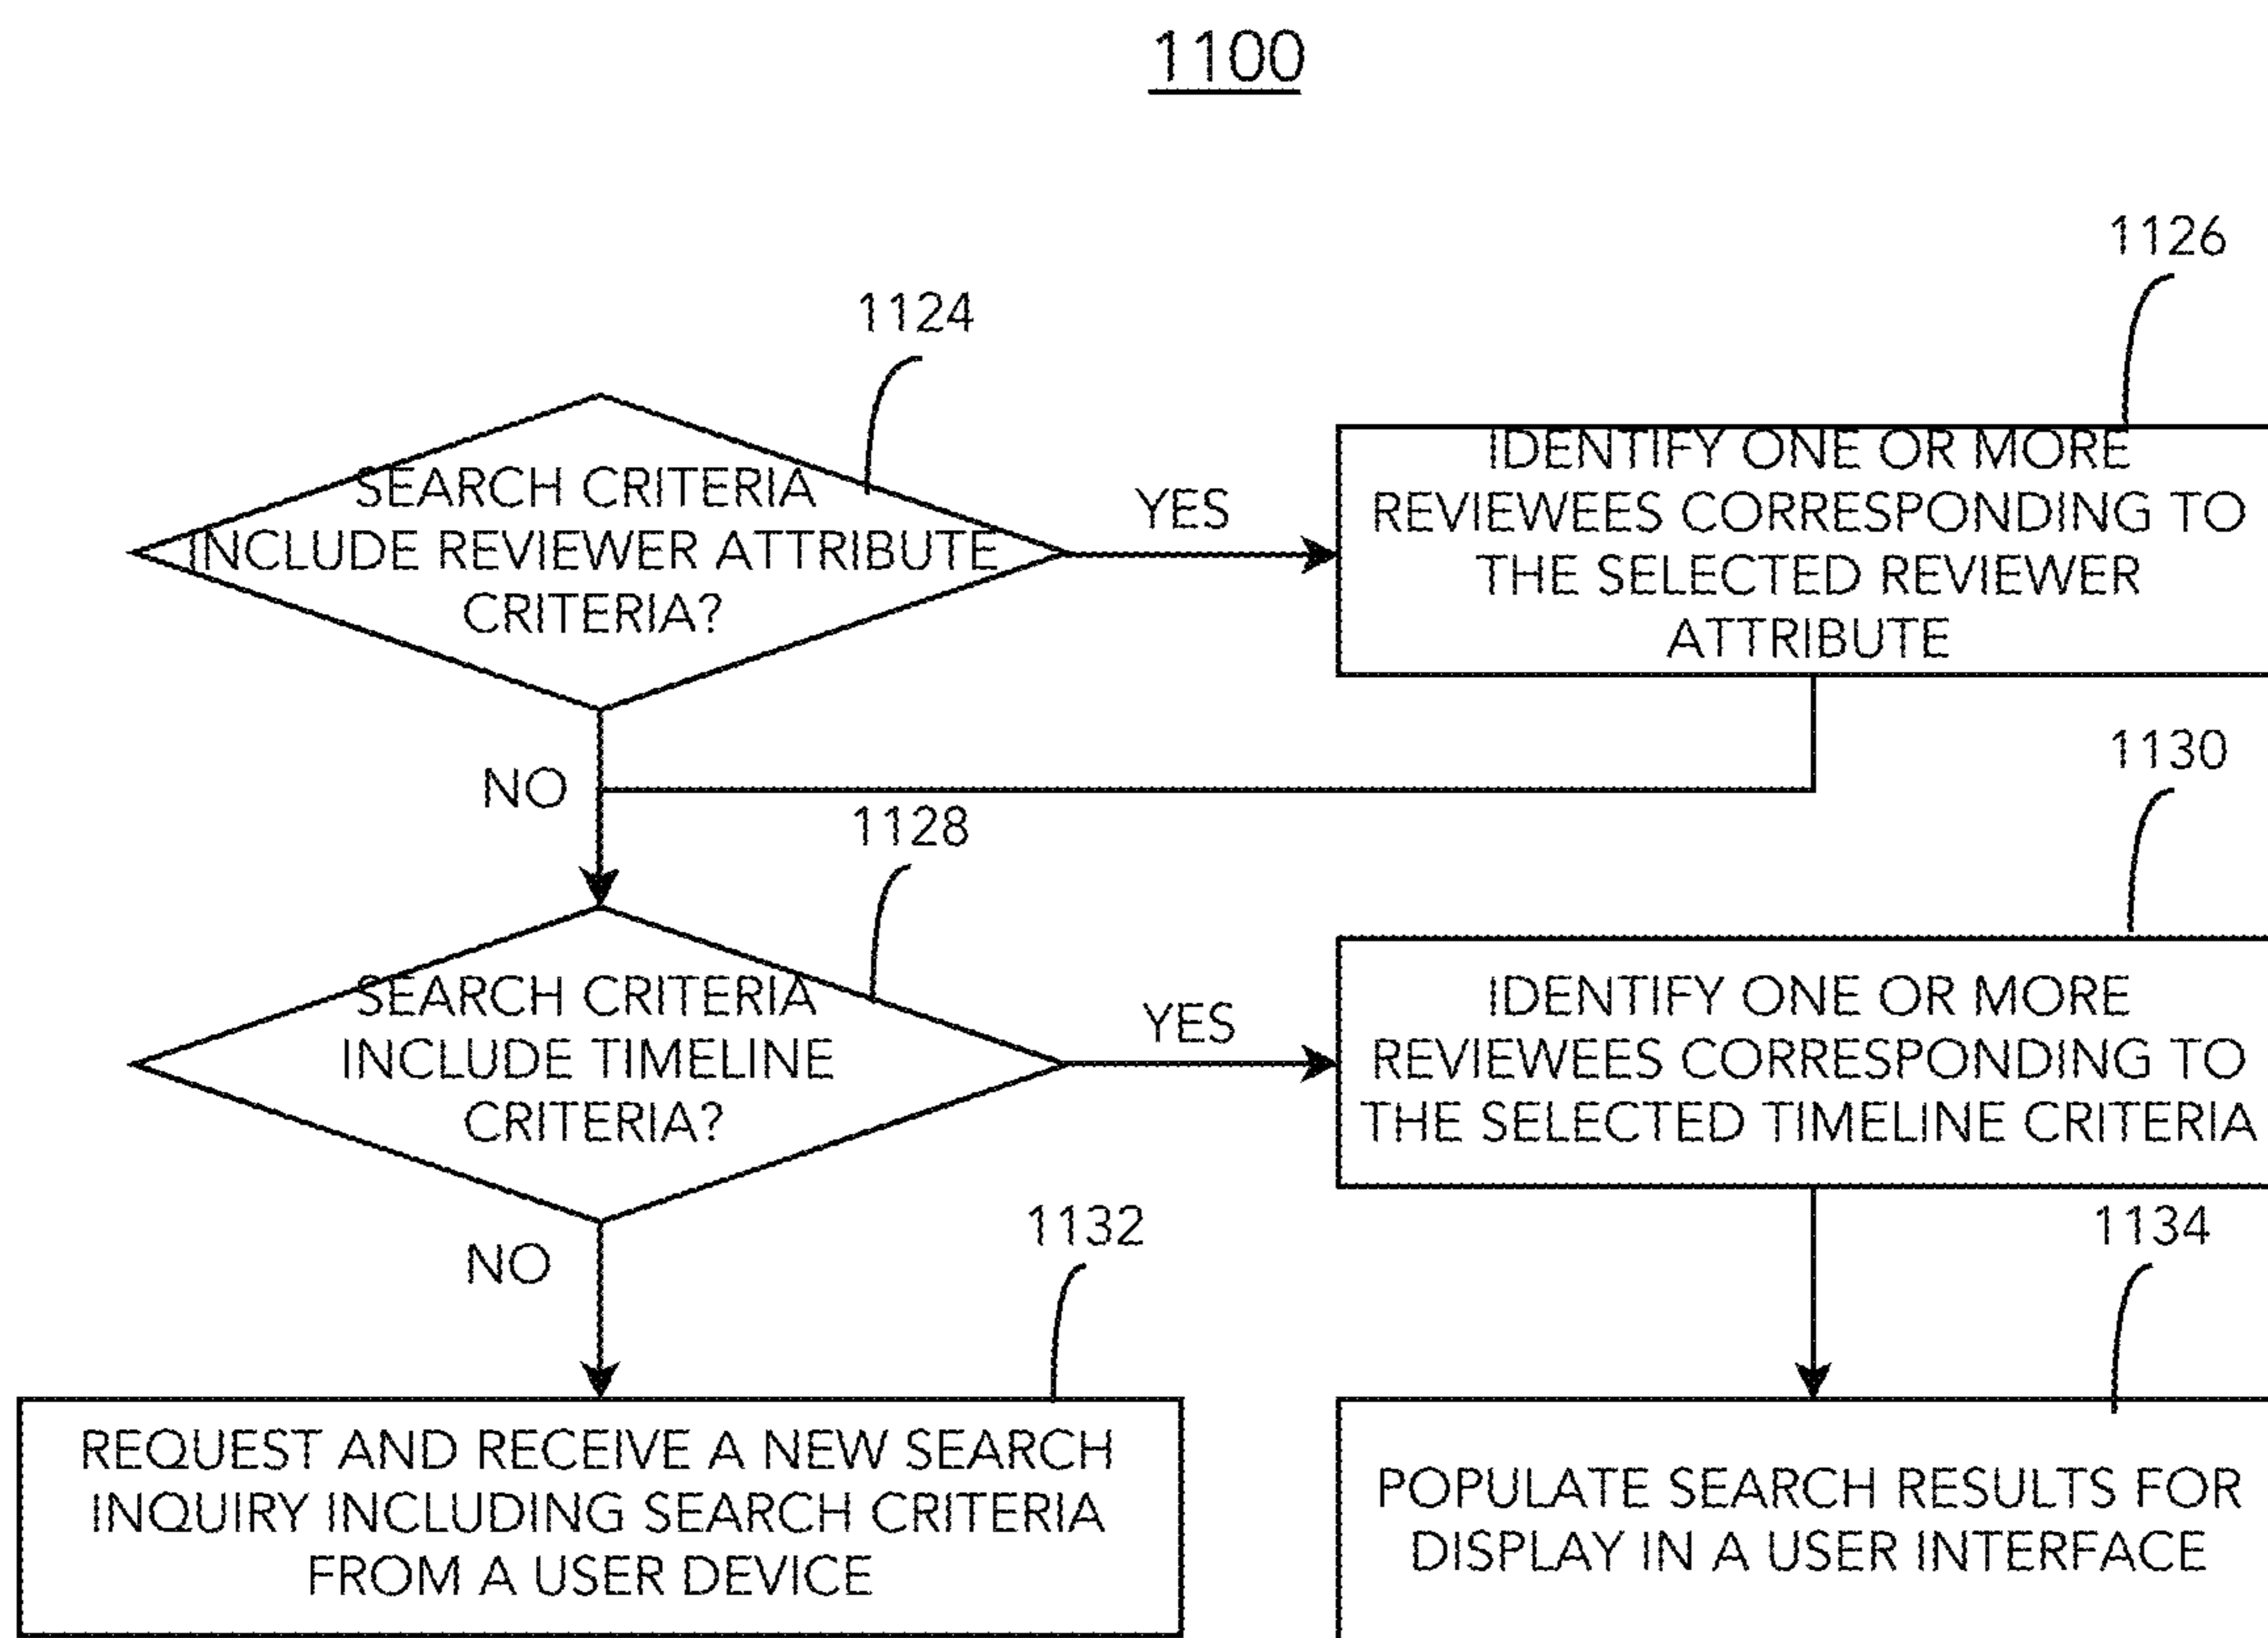 1100
1124
SEARCH CRITERIA
INCLUDE REVIEWER ATTRIBUTE
CRITERIA?
YES
1126
IDENTIFY ONE OR MORE
REVIEWEES CORRESPONDING TO
THE SELECTED REVIEWER
ATTRIBUTE
NO
1128
SEARCH CRITERIA
INCLUDE TIMELINE
CRITERIA?
YES
1130
IDENTIFY ONE OR MORE
REVIEWEES CORRESPONDING TO
THE SELECTED TIMELINE CRITERIA
NO
1132
REQUEST AND RECEIVE A NEW SEARCH
INQUIRY INCLUDING SEARCH CRITERIA
FROM A USER DEVICE
1134
POPULATE SEARCH RESULTS FOR
DISPLAY IN A USER INTERFACE